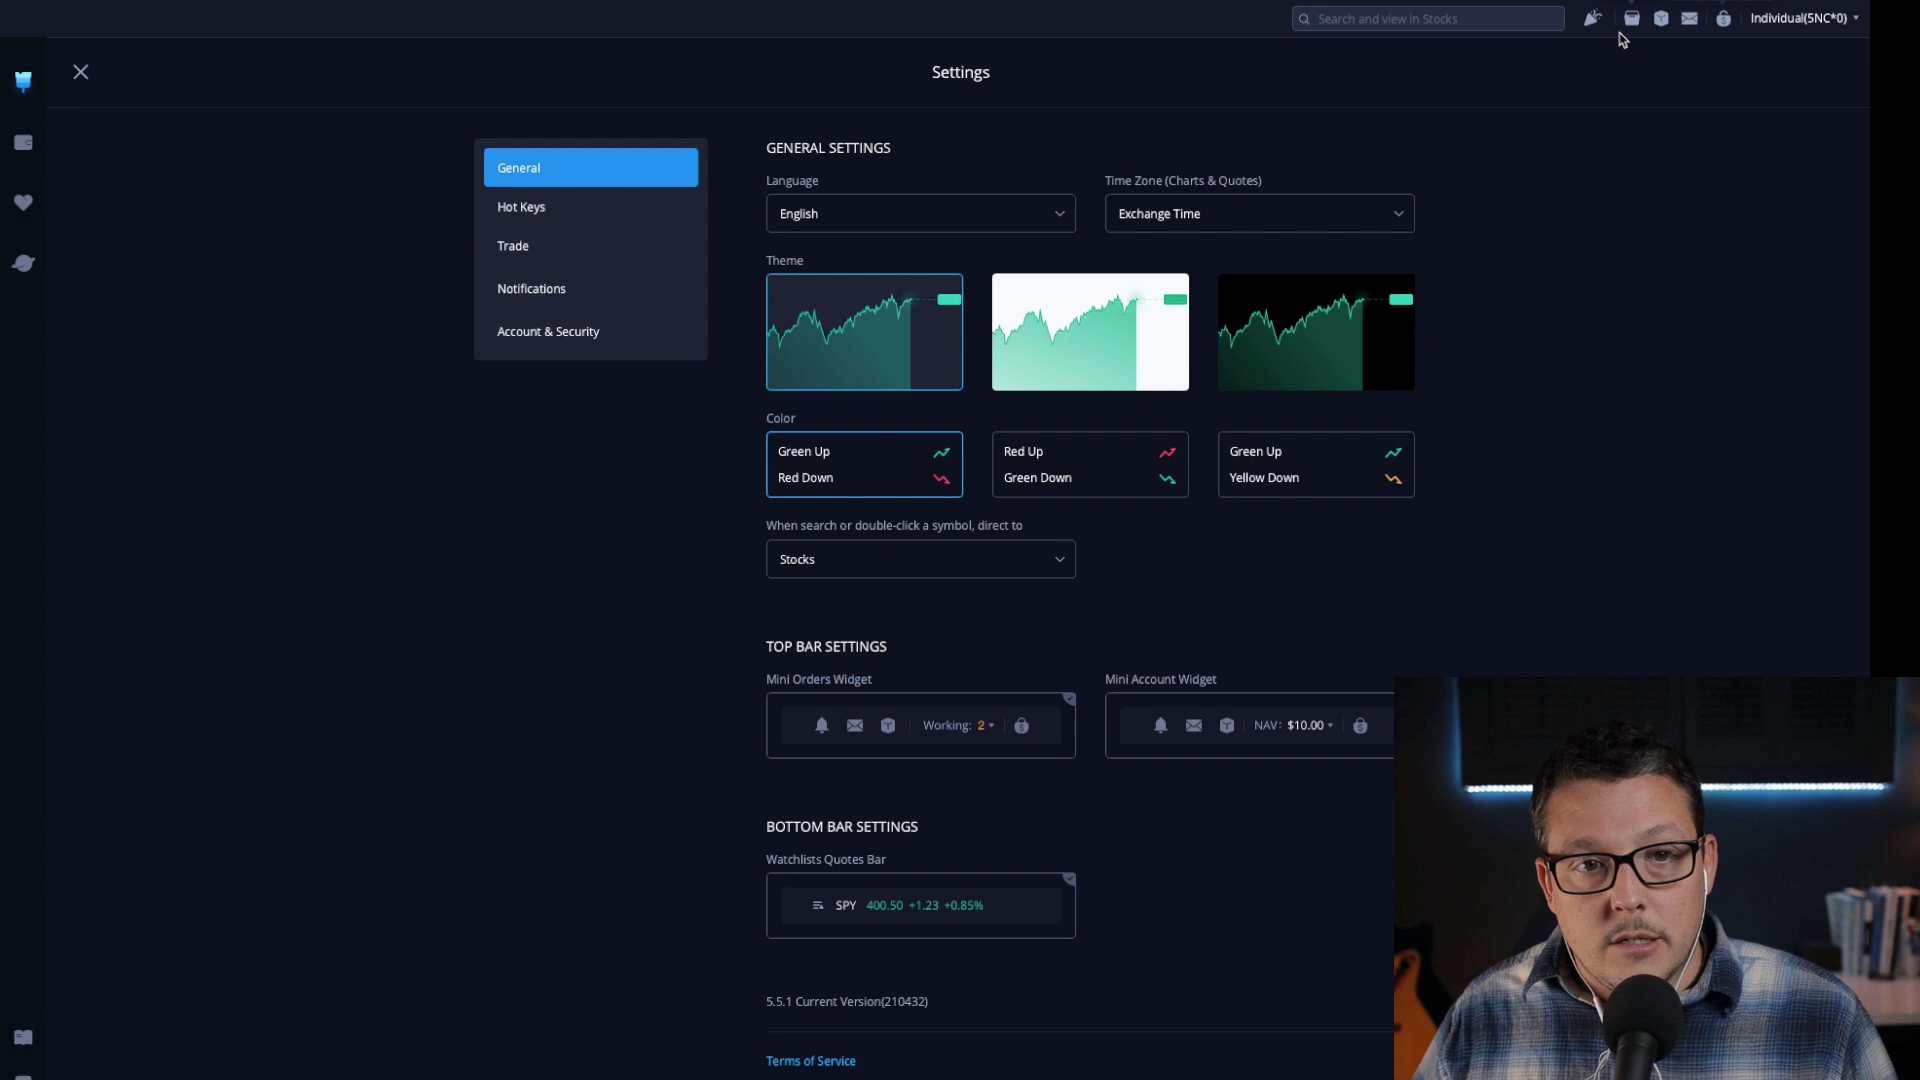 Search and view in Stocks
Individual(5NC*0)
Settings
General
Hot Keys
Trade
Notifications
Account & Security
GENERAL SETTINGS
Language
Time Zone (Charts & Quotes)
English
Exchange Time
Theme
Color
Green Up
Red Down
Red Up
Green Down
Green Up
Yellow Down
When search or double-click a symbol, direct to
Stocks
TOP BAR SETTINGS
Mini Orders Widget
Mini Account Widget
Working: 2
NAV: $10.00
BOTTOM BAR SETTINGS
Watchlists Quotes Bar
SPY 400.50 +1.23 +0.85%
5.5.1 Current Version(210432)
Terms of Service